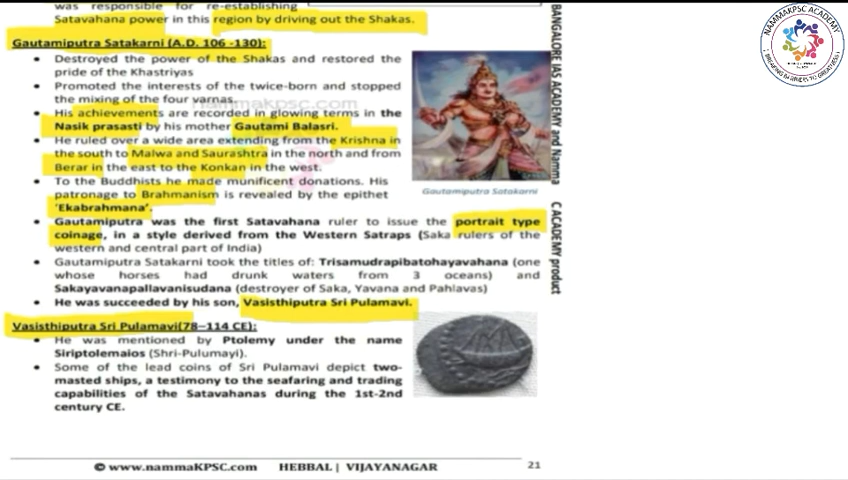 was responsible for re-establishing
Satavahana power in this region by driving out the Shakas.
Gautamiputra Satakarni (A.D. 106 -130):
• Destroyed the power of the Shakas and restored the
pride of the Khastriyas
• Promoted the interests of the twice-born and stopped
the mixing of the four varnas.
nammakpsc.com
• His achievements are recorded in glowing terms in the
Nasik prasasti by his mother Gautami Balasri.
• He ruled over a wide area extending from the Krishna in
the south to Malwa and Saurashtra in the north and from
Berar in the east to the Konkan in the west.
• To the Buddhists he made munificent donations. His
patronage to Brahmanism is revealed by the epithet
'Ekabrahmana'.
Gautamiputra Satakarni
• Gautamiputra was the first Satavahana ruler to issue the portrait type
coinage, in a style derived from the Western Satraps (Saka rulers of the
western and central part of India)
• Gautamiputra Satakarni took the titles of: Trisamudrapibatohayavahana (one
whose horses had drunk waters from 3 oceans) and
Sakayavanapallavanisudana (destroyer of Saka, Yavana and Pahlavas)
• He was succeeded by his son, Vasisthiputra Sri Pulamavi.
Vasisthiputra Sri Pulamavi(78–114 CE):
• He was mentioned by Ptolemy under the name
Siriptolemaios (Shri-Pulumayi).
• Some of the lead coins of Sri Pulamavi depict two-
masted ships, a testimony to the seafaring and trading
capabilities of the Satavahanas during the 1st-2nd
century CE.
© www.nammaKPSC.com HEBBAL | VIJAYANAGAR 21
BANGALORE IAS ACADEMY and Namma C ACADEMY product
NAMMAKPSC ACADEMY